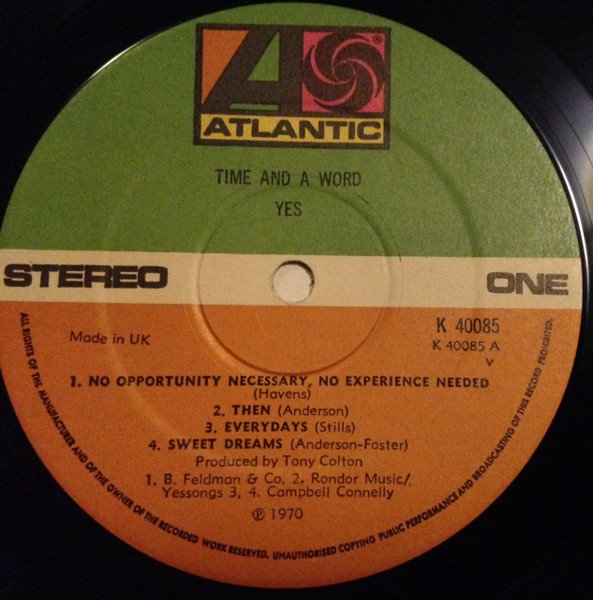 ATLANTIC
®
TIME AND A WORD
YES
STEREO
ONE
K 40085
K 40085 A
Made in UK
V
1. NO OPPORTUNITY NECESSARY, NO EXPERIENCE NEEDED
(Havens)
2. THEN (Anderson)
3. EVERYDAYS (Stills)
4. SWEET DREAMS (Anderson-Foster)
Produced by Tony Colton
1. B. Feldman & Co. 2. Rondor Music/
Yessongs 3, 4. Campbell Connelly
℗ 1970
ALL RIGHTS OF THE MANUFACTURER AND OF THE OWNER OF THE RECORDED WORK RESERVED. UNAUTHORISED COPYING PUBLIC PERFORMANCE AND BROADCASTING OF THIS RECORD PROHIBITED.